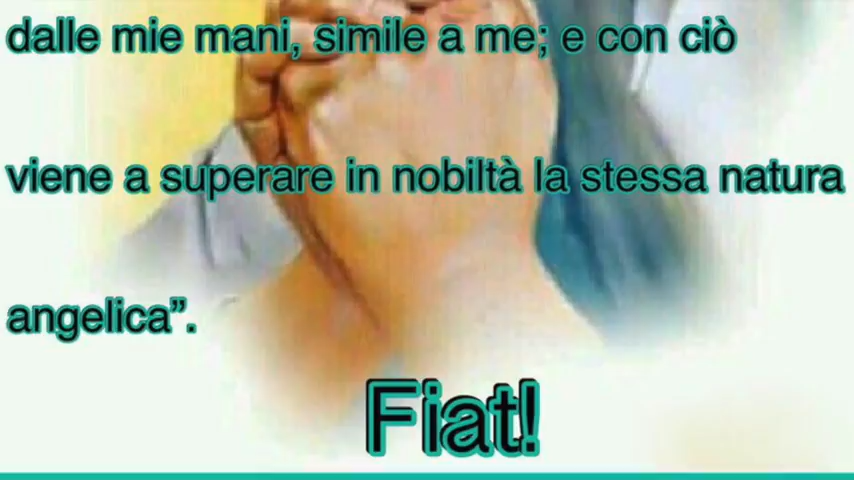 dalle mie mani, simile a me; e con ciò
viene a superare in nobiltà la stessa natura
angelica”.
Fiat!